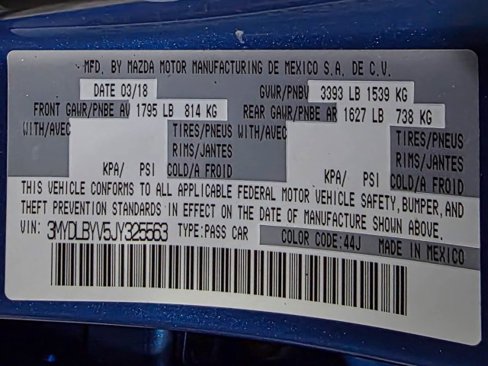 MFD. BY MAZDA MOTOR MANUFACTURING DE MEXICO S.A. DE C.V.
DATE 03/18 GVWR/PNBV 3393 LB 1539 KG
FRONT GAWR/PNBE AV 1795 LB 814 KG REAR GAWR/PNBE AR 1627 LB 738 KG
WITH/AVEC TIRES/PNEUS WITH/AVEC TIRES/PNEUS
RIMS/JANTES RIMS/JANTES
KPA/ PSI COLD/A FROID KPA/ PSI COLD/A FROID
THIS VEHICLE CONFORMS TO ALL APPLICABLE FEDERAL MOTOR VEHICLE SAFETY, BUMPER, AND
THEFT PREVENTION STANDARDS IN EFFECT ON THE DATE OF MANUFACTURE SHOWN ABOVE.
VIN: 3MYDLBYV5JY325563 TYPE:PASS CAR COLOR CODE:44J MADE IN MEXICO